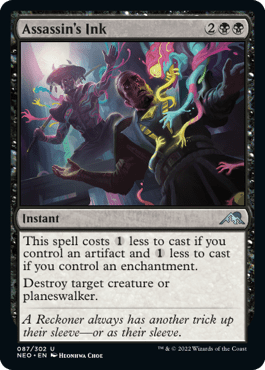 Assassin's Ink 2
Instant
This spell costs 1 less to cast if you
control an artifact and 1 less to cast
if you control an enchantment.
Destroy target creature or
planeswalker.
A Reckoner always has another trick up
their sleeve—or as their sleeve.
087/302 U
NEO • EN Heonhwa Choe
™ & © 2022 Wizards of the Coast